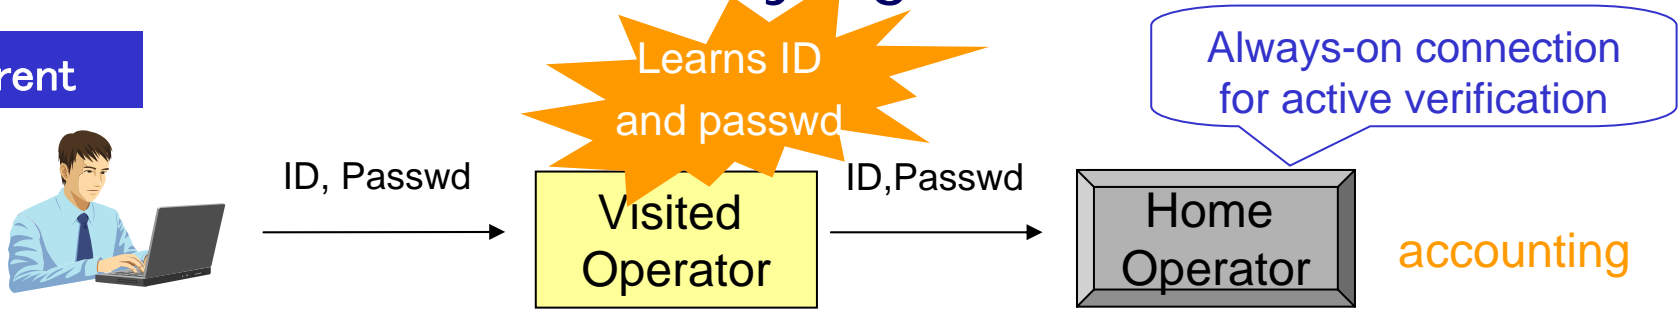 Learns ID
and passwd
Always-on connection
for active verification
rent
ID, Passwd
Visited
Operator
ID,Passwd
Home
Operator
accounting